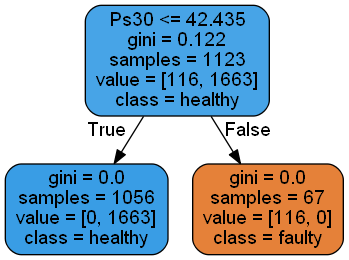 Ps30 <= 42.435
gini = 0.122
samples = 1123
value = [116, 1663]
class = healthy
True
False
gini = 0.0
samples = 1056
value = [0, 1663]
class = healthy
gini = 0.0
samples = 67
value = [116, 0]
class = faulty